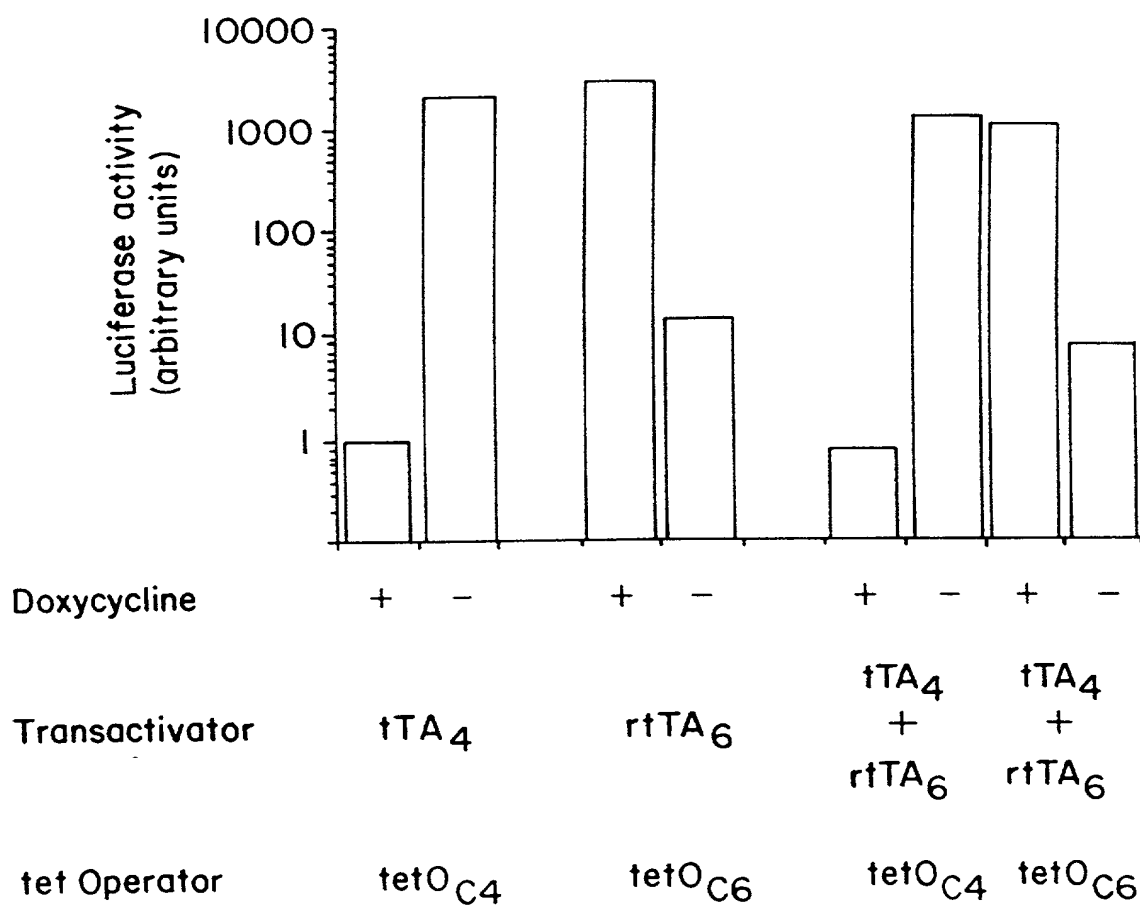 10000
1000
100
10
1
Luciferase activity
(arbitrary units)
Doxycycline + − + − + − + −
Transactivator tTA4 rtTA6 tTA4 + rtTA6 tTA4 + rtTA6
tet Operator tetOC4 tetOC6 tetOC4 tetOC6